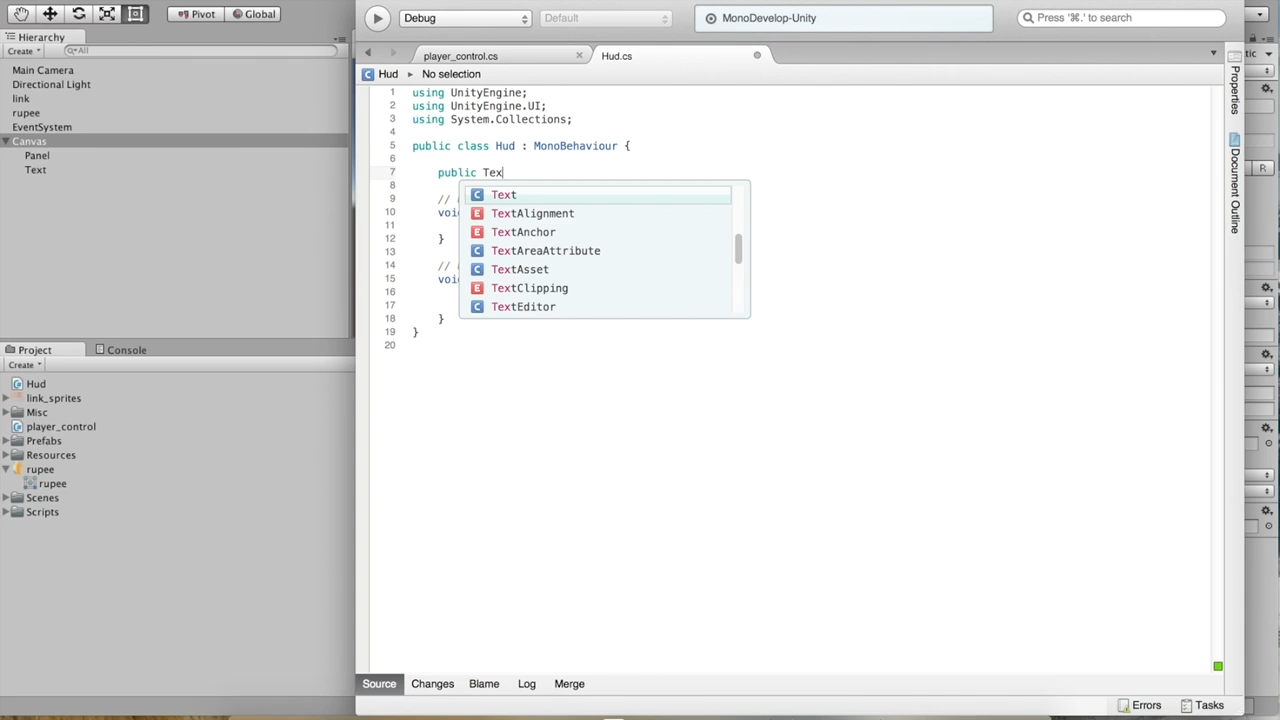 Pivot Global Debug Default MonoDevelop-Unity Press '⌘.' to search
Hierarchy
Create All
Main Camera
Directional Light
link
rupee
EventSystem
Canvas
Panel
Text
Project Console
Create
Hud
link_sprites
Misc
player_control
Prefabs
Resources
rupee
rupee
Scenes
Scripts
player_control.cs Hud.cs
Hud No selection
1 using UnityEngine;
2 using UnityEngine.UI;
3 using System.Collections;
4
5 public class Hud : MonoBehaviour {
6
7 public Tex
8
9 //
10 voi
11
12 }
13
14 //
15 voi
16
17
18 }
19 }
20
Text
TextAlignment
TextAnchor
TextAreaAttribute
TextAsset
TextClipping
TextEditor
Properties
Document Outline
tic
R
Source Changes Blame Log Merge
Errors Tasks